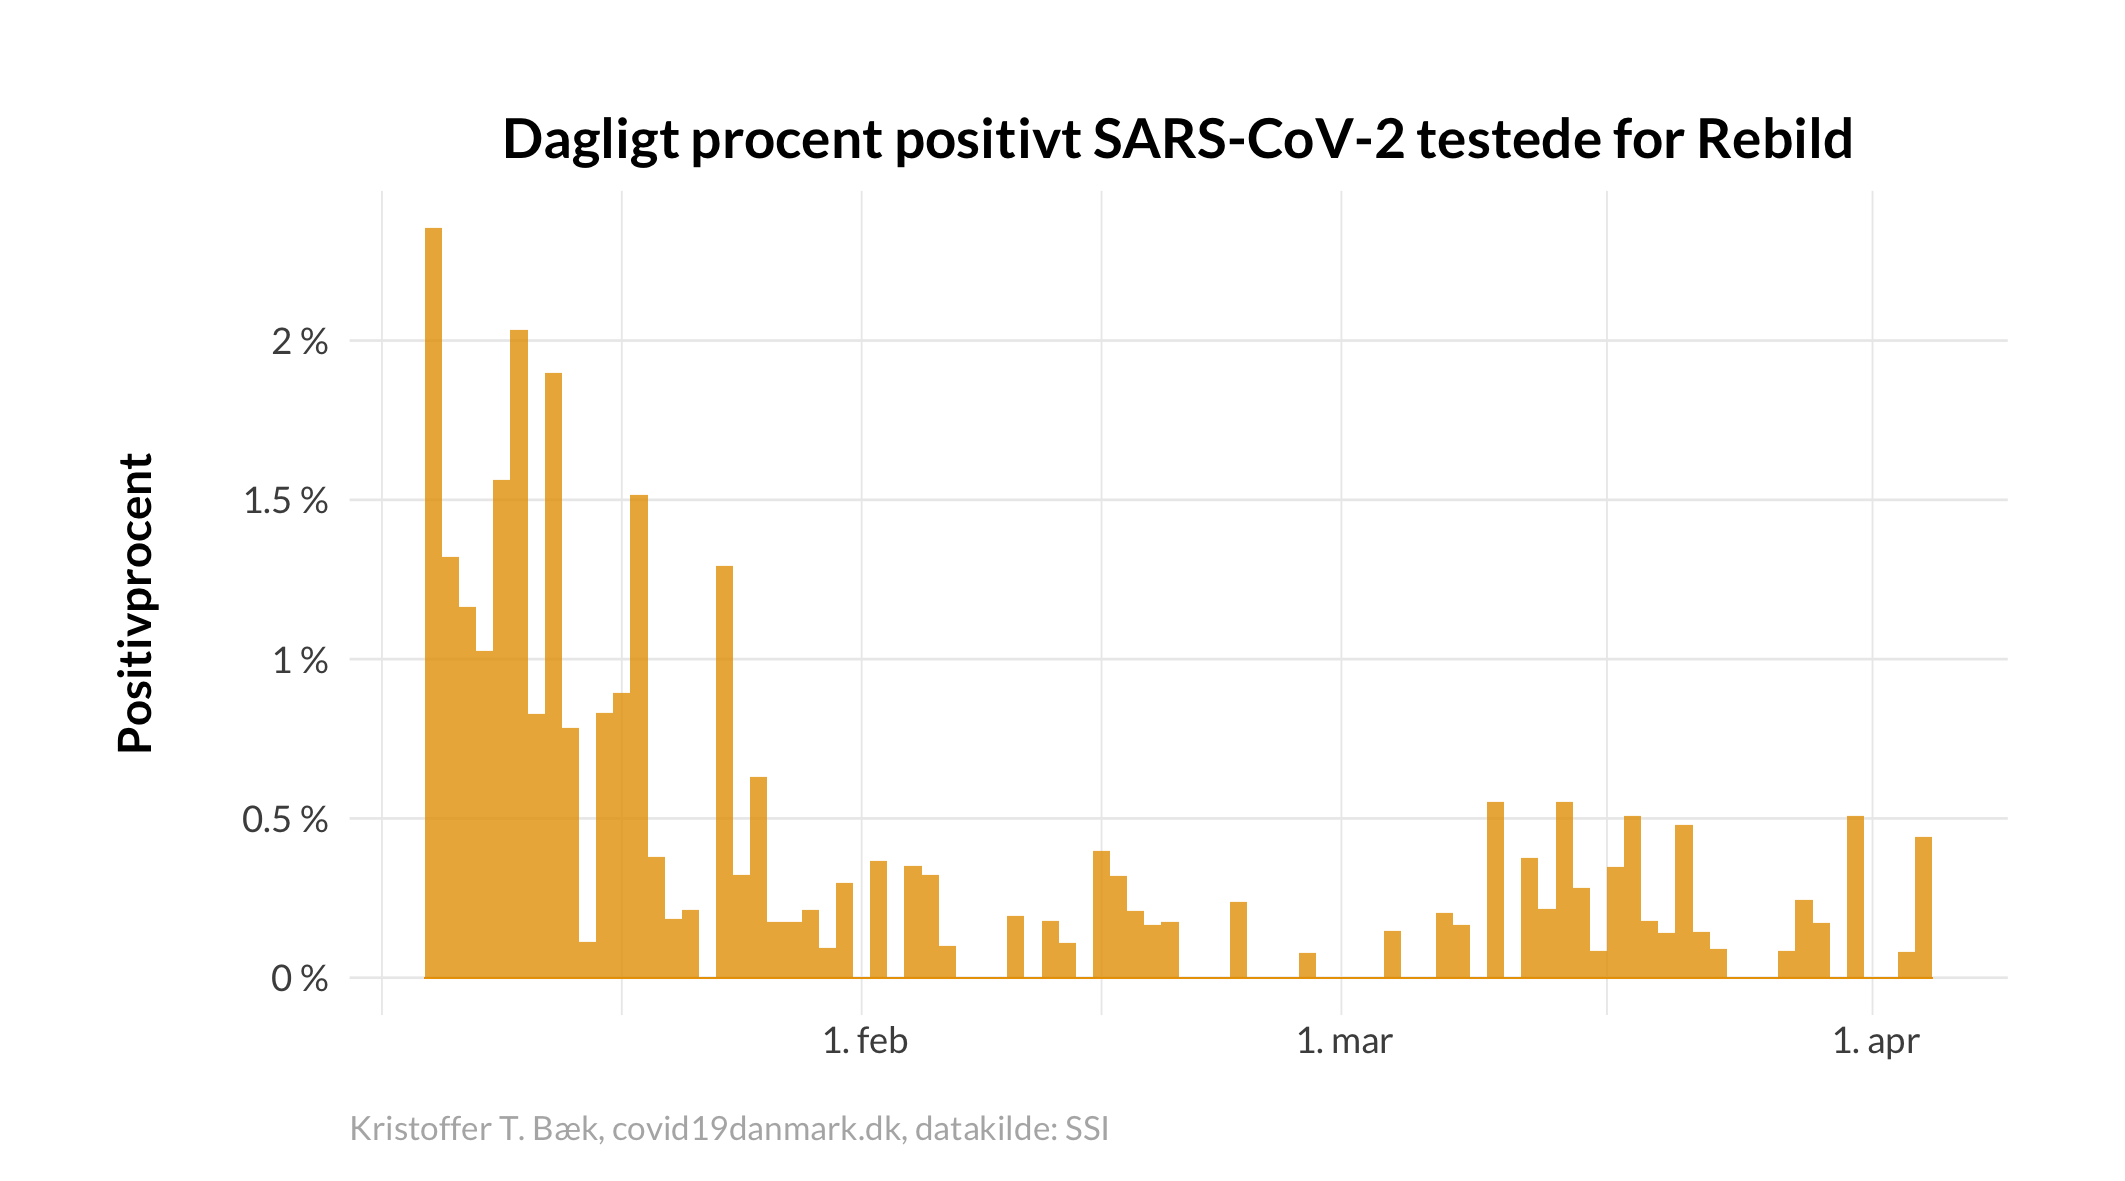 Dagligt procent positivt SARS-CoV-2 testede for Rebild
Positivprocent
2 %
1.5 %
1 %
0.5 %
0 %
1. feb
1. mar
1. apr
Kristoffer T. Bæk, covid19danmark.dk, datakilde: SSI